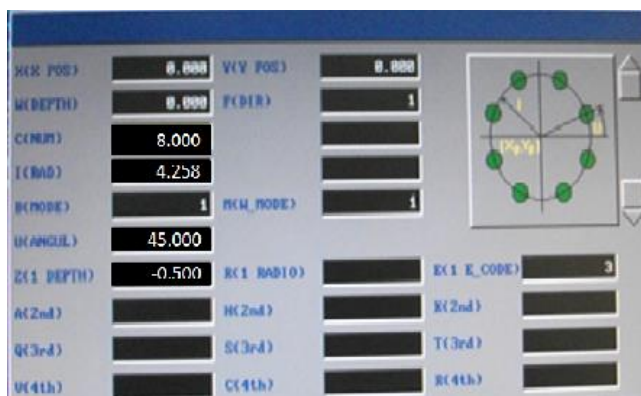 X(X POS) 0.000 Y(Y POS) 0.000
W(DEPTH) 0.000 P(DIR) 1
C(NUM) 8.000
I(RAD) 4.258
B(MODE) 1 M(W_MODE) 1
U(ANGUL) 45.000
Z(1 DEPTH) -0.500 R(1 RADIO) E(1 E_CODE) 3
A(2nd) H(2nd) K(2nd)
Q(3rd) S(3rd) T(3rd)
V(4th) C(4th) R(4th)
I
U